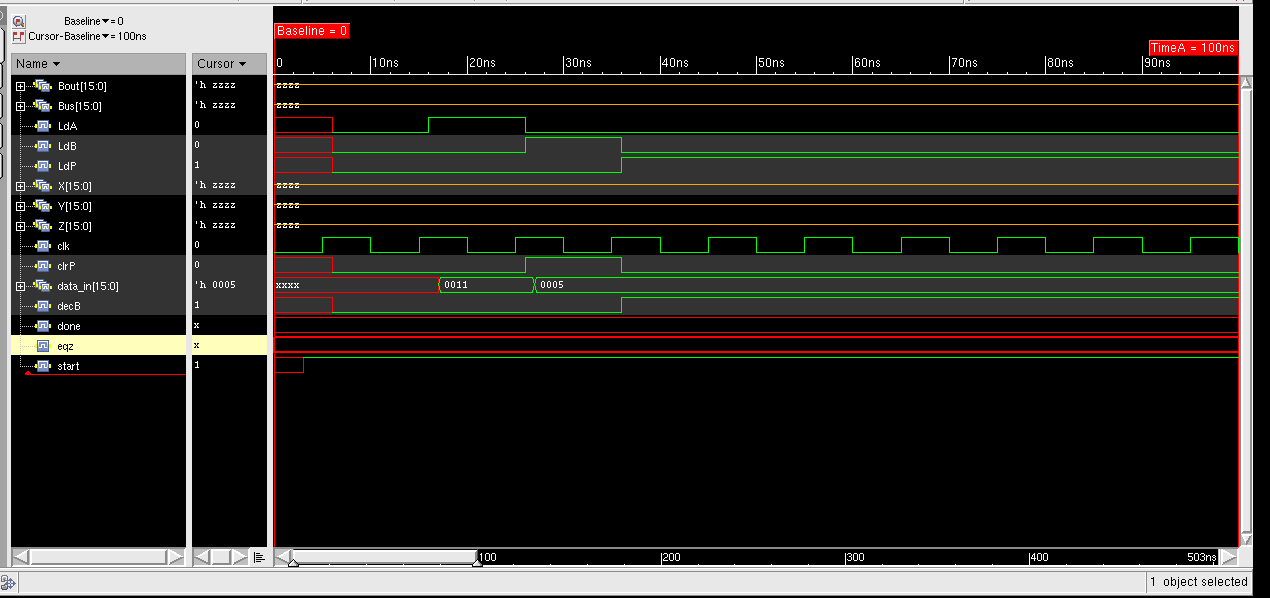 Baseline▼=0
Cursor-Baseline▼=100ns
Baseline = 0
TimeA = 100ns
Name ▼ Cursor ▼ 0 10ns 20ns 30ns 40ns 50ns 60ns 70ns 80ns 90ns
Bout[15:0] 'h zzzz zzzz
Bus[15:0] 'h zzzz zzzz
LdA 0
LdB 0
LdP 1
X[15:0] 'h zzzz zzzz
Y[15:0] 'h zzzz zzzz
Z[15:0] 'h zzzz zzzz
clk 0
clrP 0
data_in[15:0] 'h 0005 xxxx 0011 0005
decB 1
done x
eqz x
start 1
100 200 300 400 503ns
1 object selected